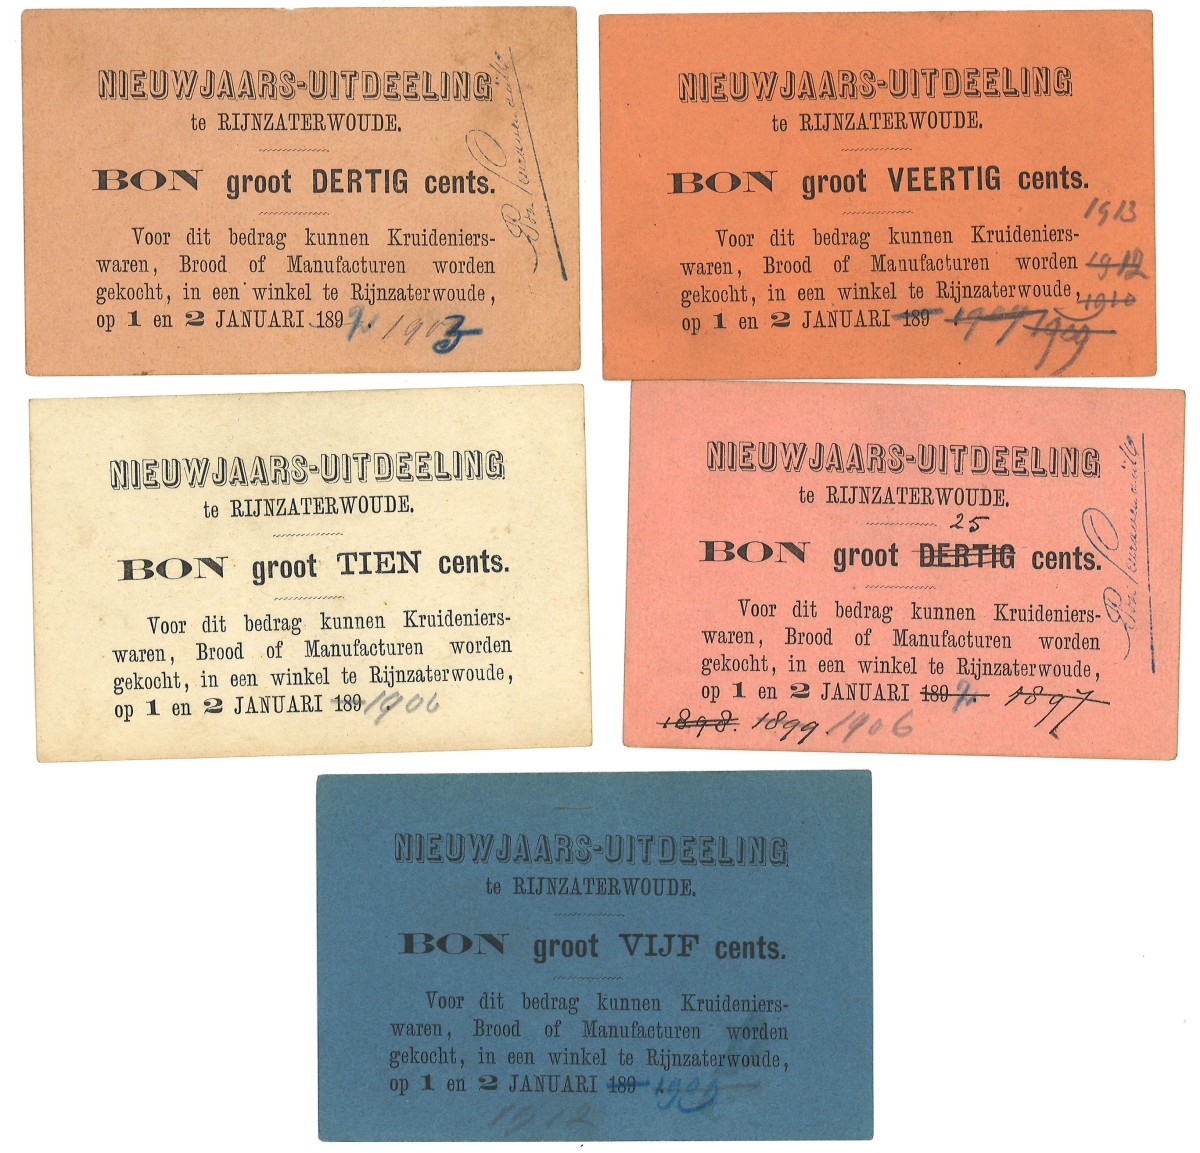 NIEUWJAARS-UITDEELING
te RIJNZATERWOUDE.
BON groot DERTIG cents.
Voor dit bedrag kunnen Kruideniers-
waren, Brood of Manufacturen worden
gekocht, in een winkel te Rijnzaterwoude,
op 1 en 2 JANUARI 189 . 1903
NIEUWJAARS-UITDEELING
te RIJNZATERWOUDE.
BON groot VEERTIG cents.
1913
Voor dit bedrag kunnen Kruideniers-
waren, Brood of Manufacturen worden 1912
gekocht, in een winkel te Rijnzaterwoude, 1910
op 1 en 2 JANUARI 189 1907 1909
NIEUWJAARS-UITDEELING
te RIJNZATERWOUDE.
BON groot TIEN cents.
Voor dit bedrag kunnen Kruideniers-
waren, Brood of Manufacturen worden
gekocht, in een winkel te Rijnzaterwoude,
op 1 en 2 JANUARI 189 . 1906
NIEUWJAARS-UITDEELING
te RIJNZATERWOUDE.
25
BON groot DERTIG cents.
Voor dit bedrag kunnen Kruideniers-
waren, Brood of Manufacturen worden
gekocht, in een winkel te Rijnzaterwoude,
op 1 en 2 JANUARI 189 . 1897
1898. 1899 1906
NIEUWJAARS-UITDEELING
te RIJNZATERWOUDE.
BON groot VIJF cents.
Voor dit bedrag kunnen Kruideniers-
waren, Brood of Manufacturen worden
gekocht, in een winkel te Rijnzaterwoude,
op 1 en 2 JANUARI 189 .
1912